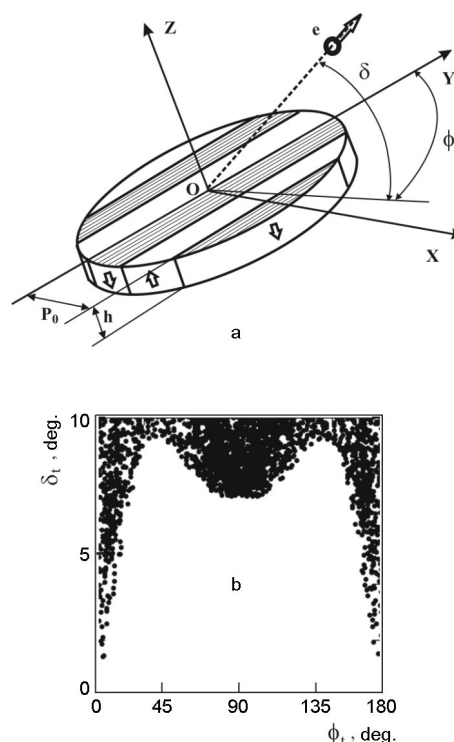 Z
e
δ
Y
ϕ
O
X
P₀
h
a
10
δt , deg.
5
b
0
0 45 90 135 180
ϕt , deg.